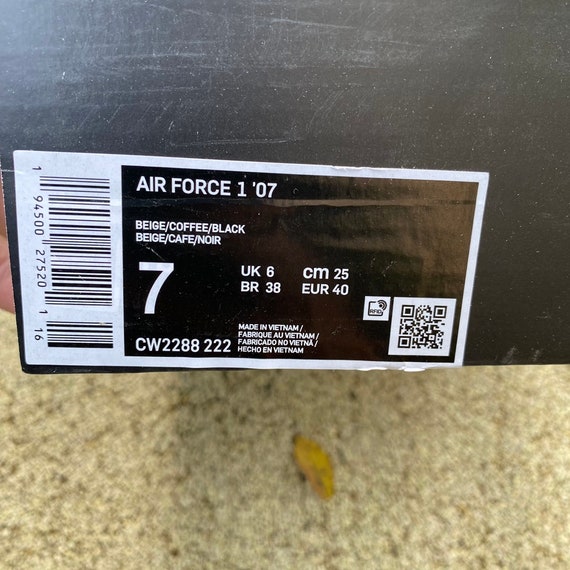 AIR FORCE 1 '07
BEIGE/COFFEE/BLACK
BEIGE/CAFE/NOIR
7
UK 6 cm 25
BR 38 EUR 40
RFID
CW2288 222
MADE IN VIETNAM /
FABRIQUE AU VIETNAM /
FABRICADO NO VIETNÃ /
HECHO EN VIETNAM
1 94500 27520 1 16